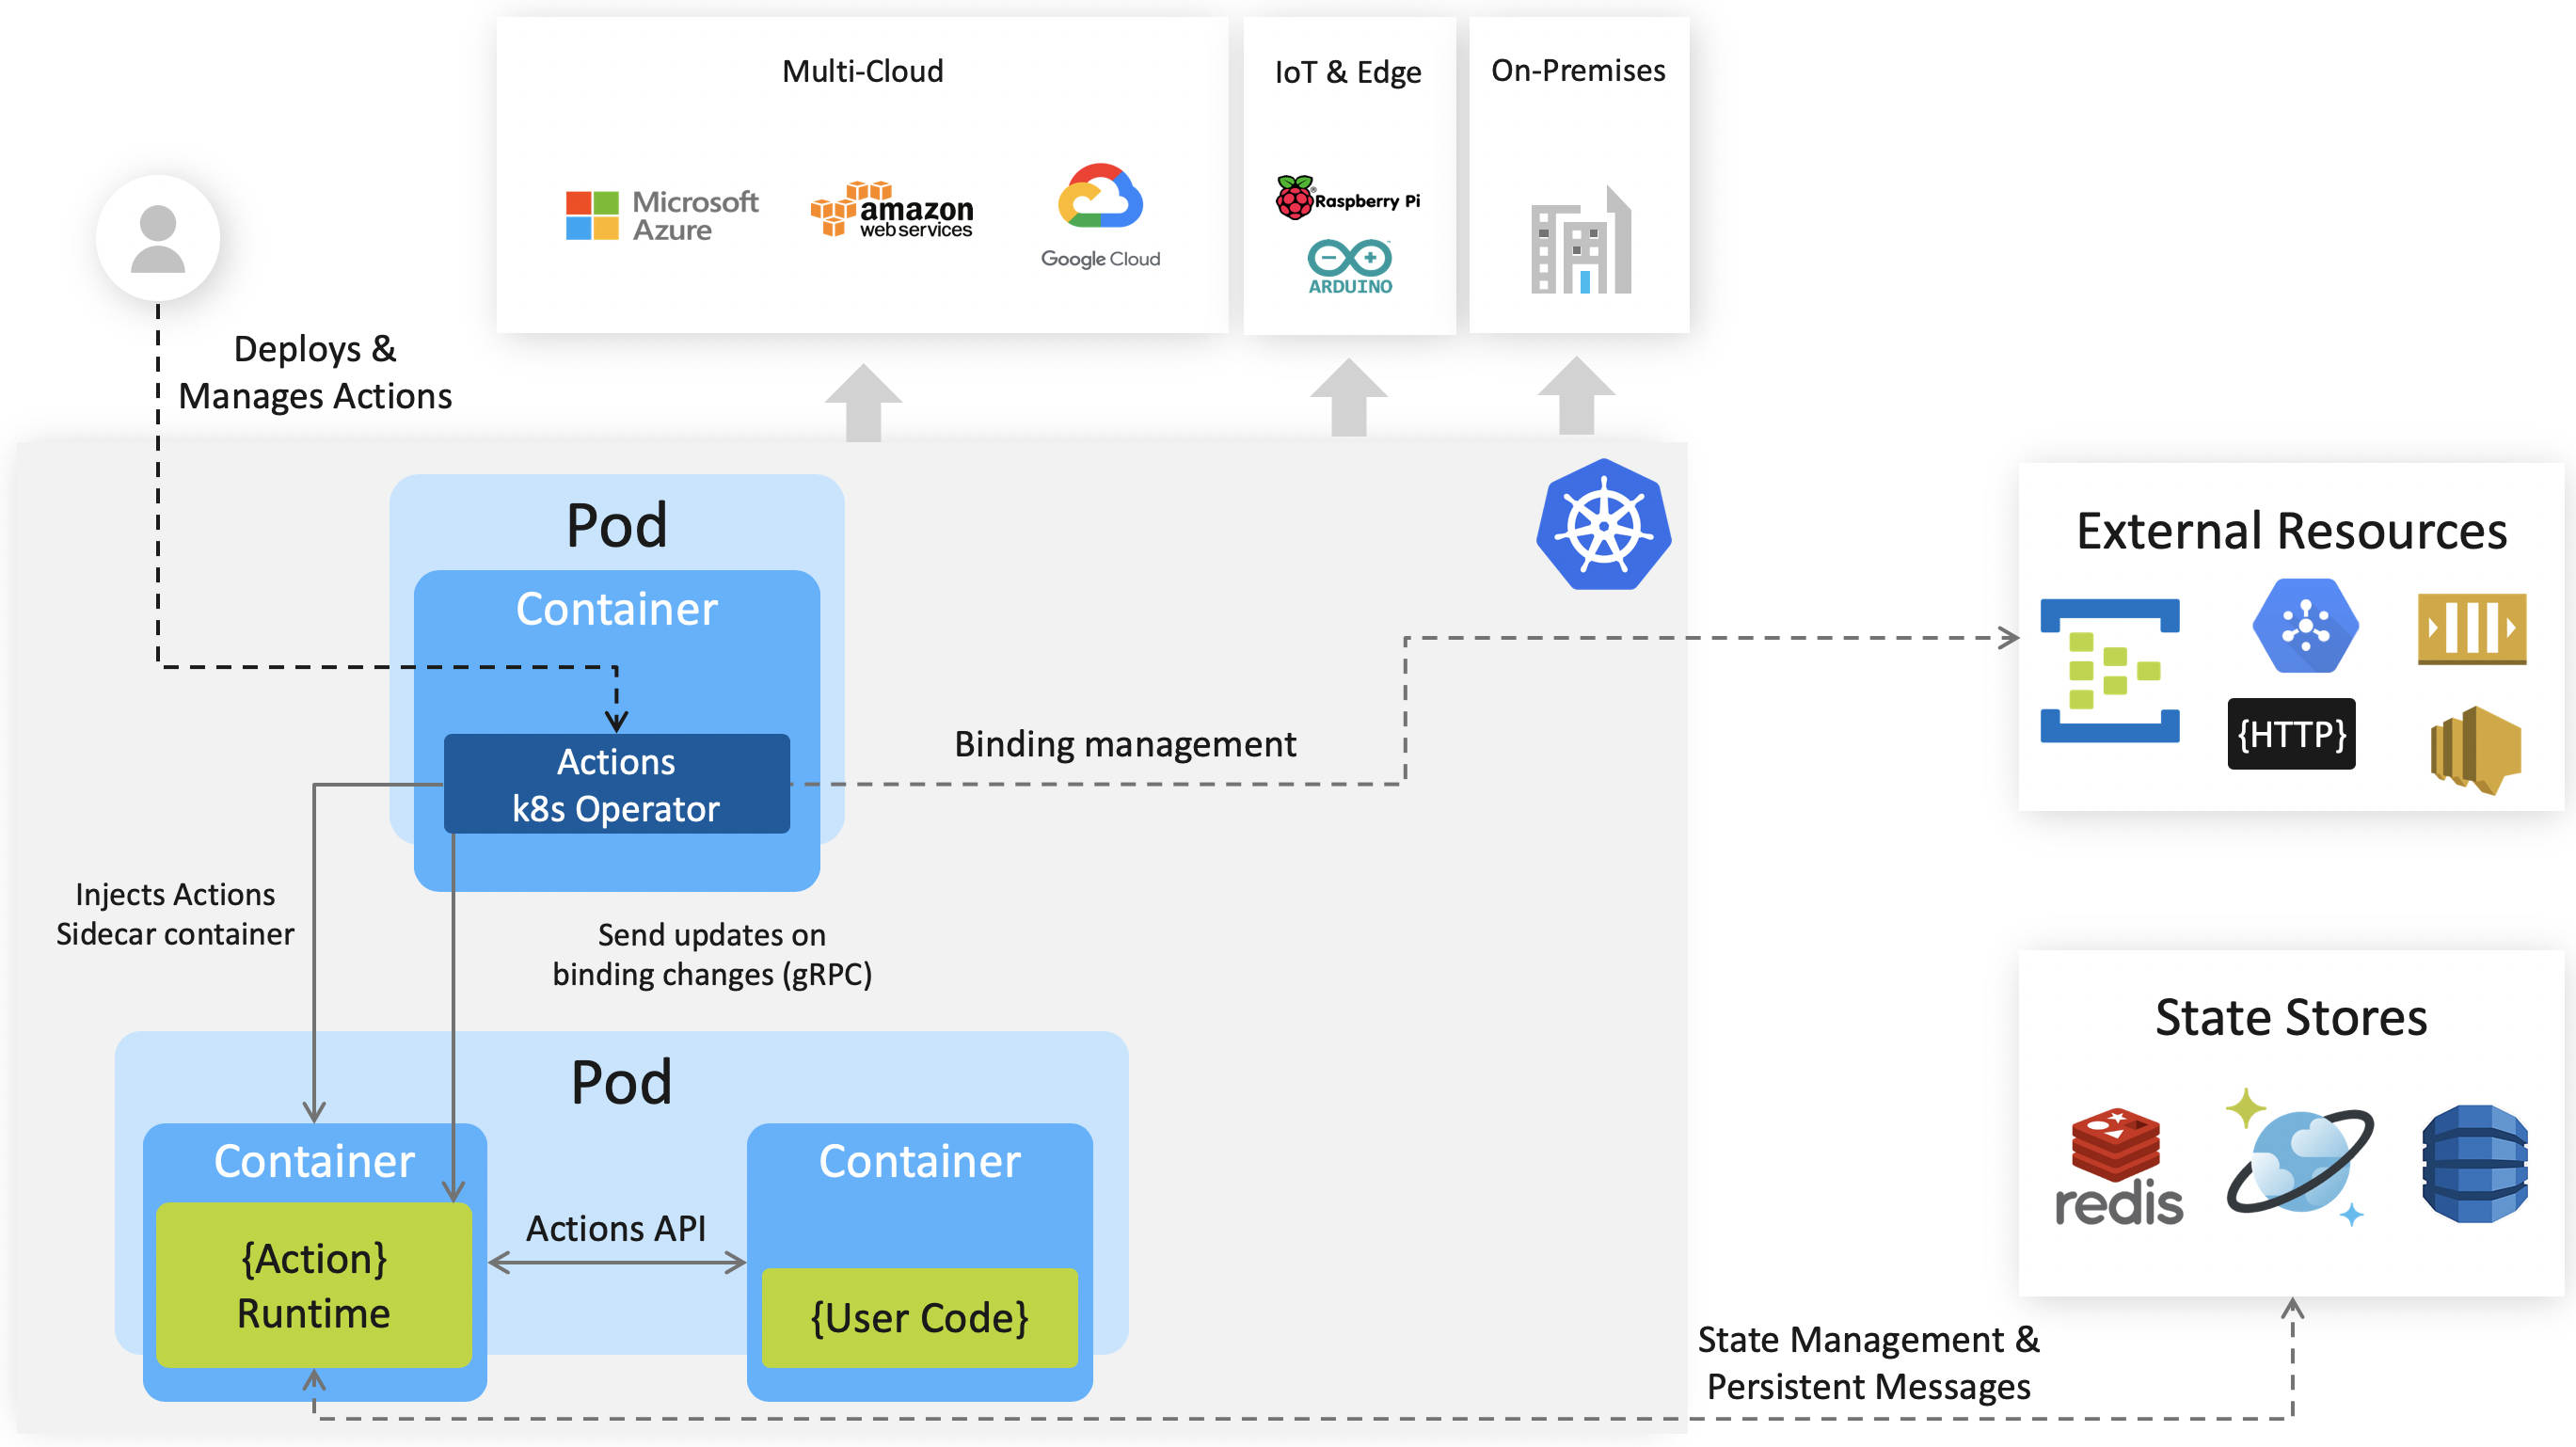 Multi-Cloud
IoT & Edge
On-Premises
Microsoft
Azure
amazon
web services
Google Cloud
Raspberry Pi
ARDUINO
Deploys &
Manages Actions
Pod
Container
Actions
k8s Operator
Binding management
External Resources
{HTTP}
Injects Actions
Sidecar container
Send updates on
binding changes (gRPC)
Pod
Container
{Action}
Runtime
Actions API
Container
{User Code}
State Stores
redis
State Management &
Persistent Messages